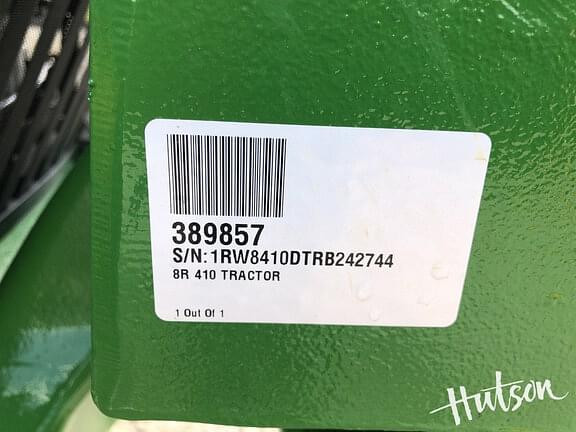 389857
S/N:1RW8410DTRB242744
8R 410 TRACTOR
1 Out Of 1
Hutson